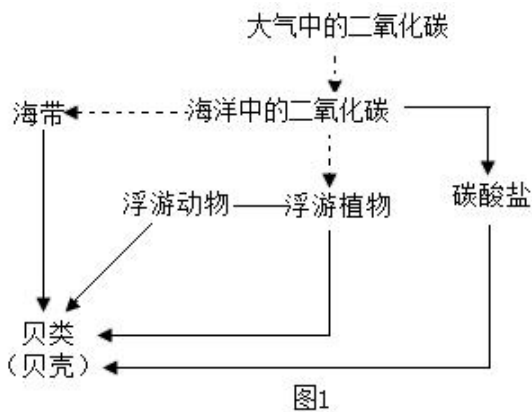 大气中的二氧化碳
海带
海洋中的二氧化碳
浮游动物
浮游植物
碳酸盐
贝类
（贝壳）
图1